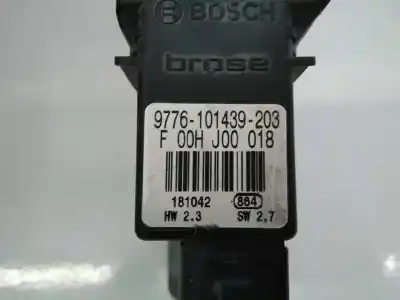 BOSCH
brose
9776-101439-203
F 00H J00 018
181042 864
HW 2.3 SW 2.7